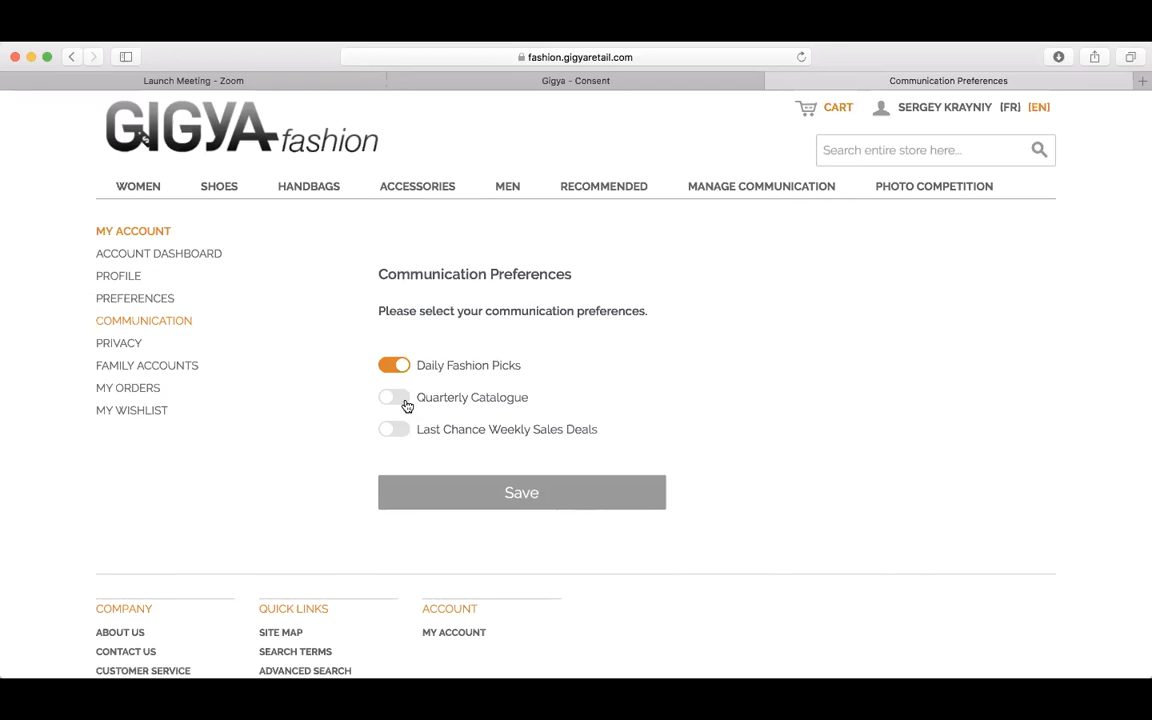 fashion.gigyaretail.com
Launch Meeting - Zoom
Gigya - Consent
Communication Preferences
GIGYA fashion
CART
SERGEY KRAYNIY [FR] [EN]
Search entire store here...
WOMEN SHOES HANDBAGS ACCESSORIES MEN RECOMMENDED MANAGE COMMUNICATION PHOTO COMPETITION
MY ACCOUNT
ACCOUNT DASHBOARD
PROFILE
PREFERENCES
COMMUNICATION
PRIVACY
FAMILY ACCOUNTS
MY ORDERS
MY WISHLIST
Communication Preferences
Please select your communication preferences.
Daily Fashion Picks
Quarterly Catalogue
Last Chance Weekly Sales Deals
Save
COMPANY
ABOUT US
CONTACT US
CUSTOMER SERVICE
QUICK LINKS
SITE MAP
SEARCH TERMS
ADVANCED SEARCH
ACCOUNT
MY ACCOUNT